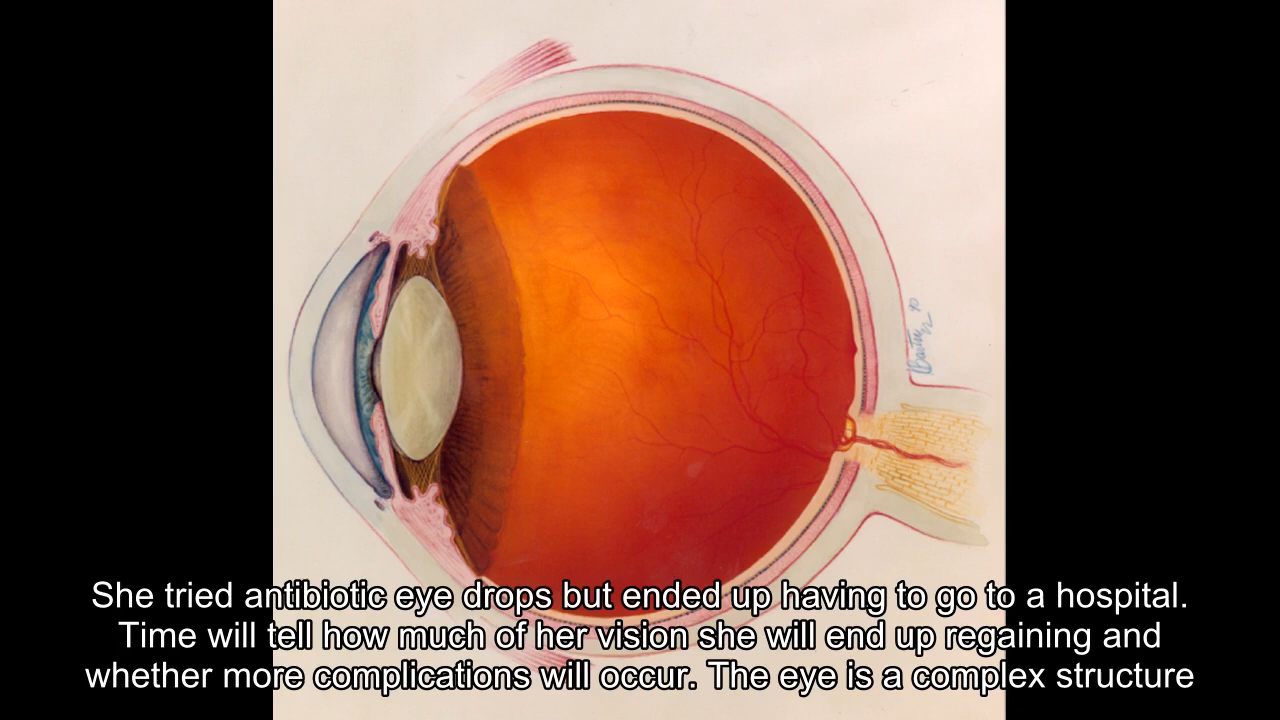 She tried antibiotic eye drops but ended up having to go to a hospital.
Time will tell how much of her vision she will end up regaining and
whether more complications will occur. The eye is a complex structure